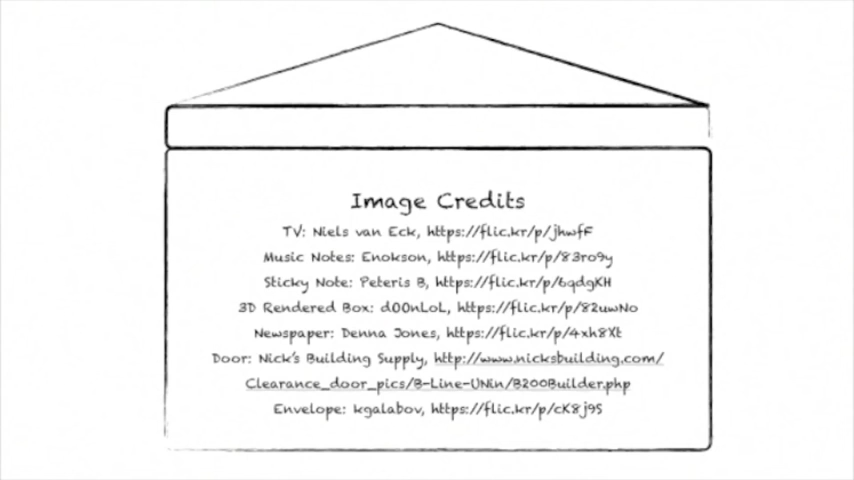 Image Credits
TV: Niels van Eck, https://flic.kr/p/jhwfF
Music Notes: Enokson, https://flic.kr/p/83ro9y
Sticky Note: Peteris B, https://flic.kr/p/6qdgKH
3D Rendered Box: d00nLoL, https://flic.kr/p/82uwNo
Newspaper: Denna Jones, https://flic.kr/p/4xh8Xt
Door: Nick's Building Supply, http://www.nicksbuilding.com/
Clearance_door_pics/B-Line-UNin/B200Builder.php
Envelope: kgalabov, https://flic.kr/p/cK8j9S